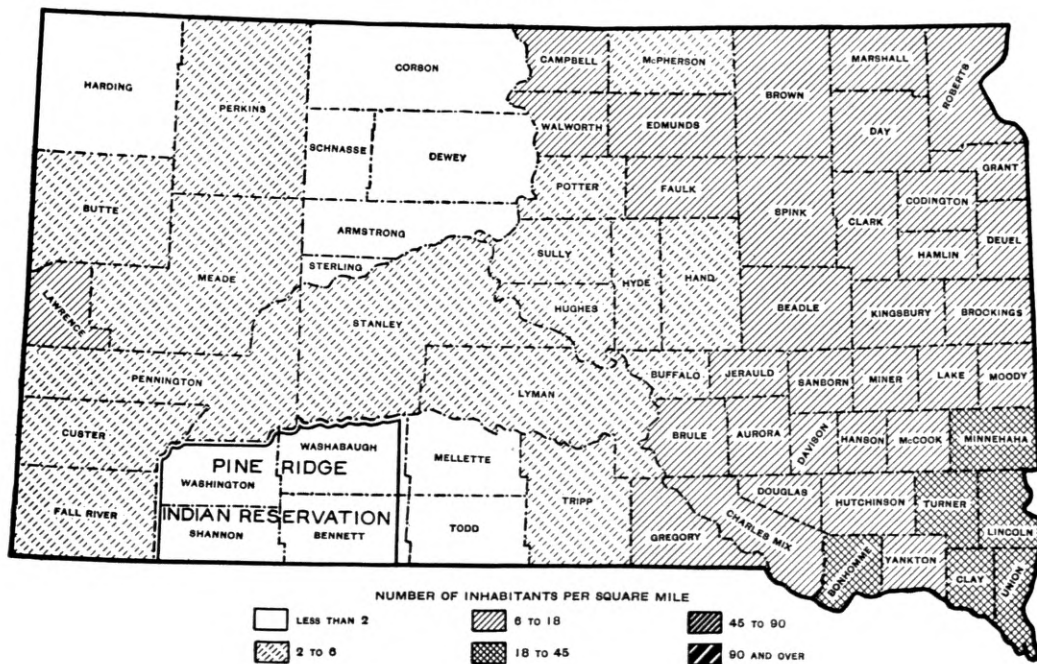 HARDING
PERKINS
CORSON
CAMPBELL
McPHERSON
BROWN
MARSHALL
ROBERTS
SCHNASSE
DEWEY
WALWORTH
EDMUNDS
DAY
BUTTE
POTTER
FAULK
SPINK
CLARK
CODINGTON
GRANT
ARMSTRONG
MEADE
STERLING
SULLY
HYDE
HAND
HAMLIN
DEUEL
LAWRENCE
STANLEY
HUGHES
BEADLE
KINGSBURY
BROOKINGS
PENNINGTON
LYMAN
BUFFALO
JERAULD
SANBORN
MINER
LAKE
MOODY
CUSTER
WASHABAUGH
MELLETTE
BRULE
AURORA
DAVISON
HANSON
McCOOK
MINNEHAHA
PINE RIDGE
WASHINGTON
FALL RIVER
INDIAN RESERVATION
SHANNON
BENNETT
TODD
TRIPP
GREGORY
CHARLES MIX
DOUGLAS
HUTCHINSON
TURNER
LINCOLN
BONHOMME
YANKTON
CLAY
UNION
NUMBER OF INHABITANTS PER SQUARE MILE
LESS THAN 2
6 TO 18
45 TO 90
2 TO 6
18 TO 45
90 AND OVER